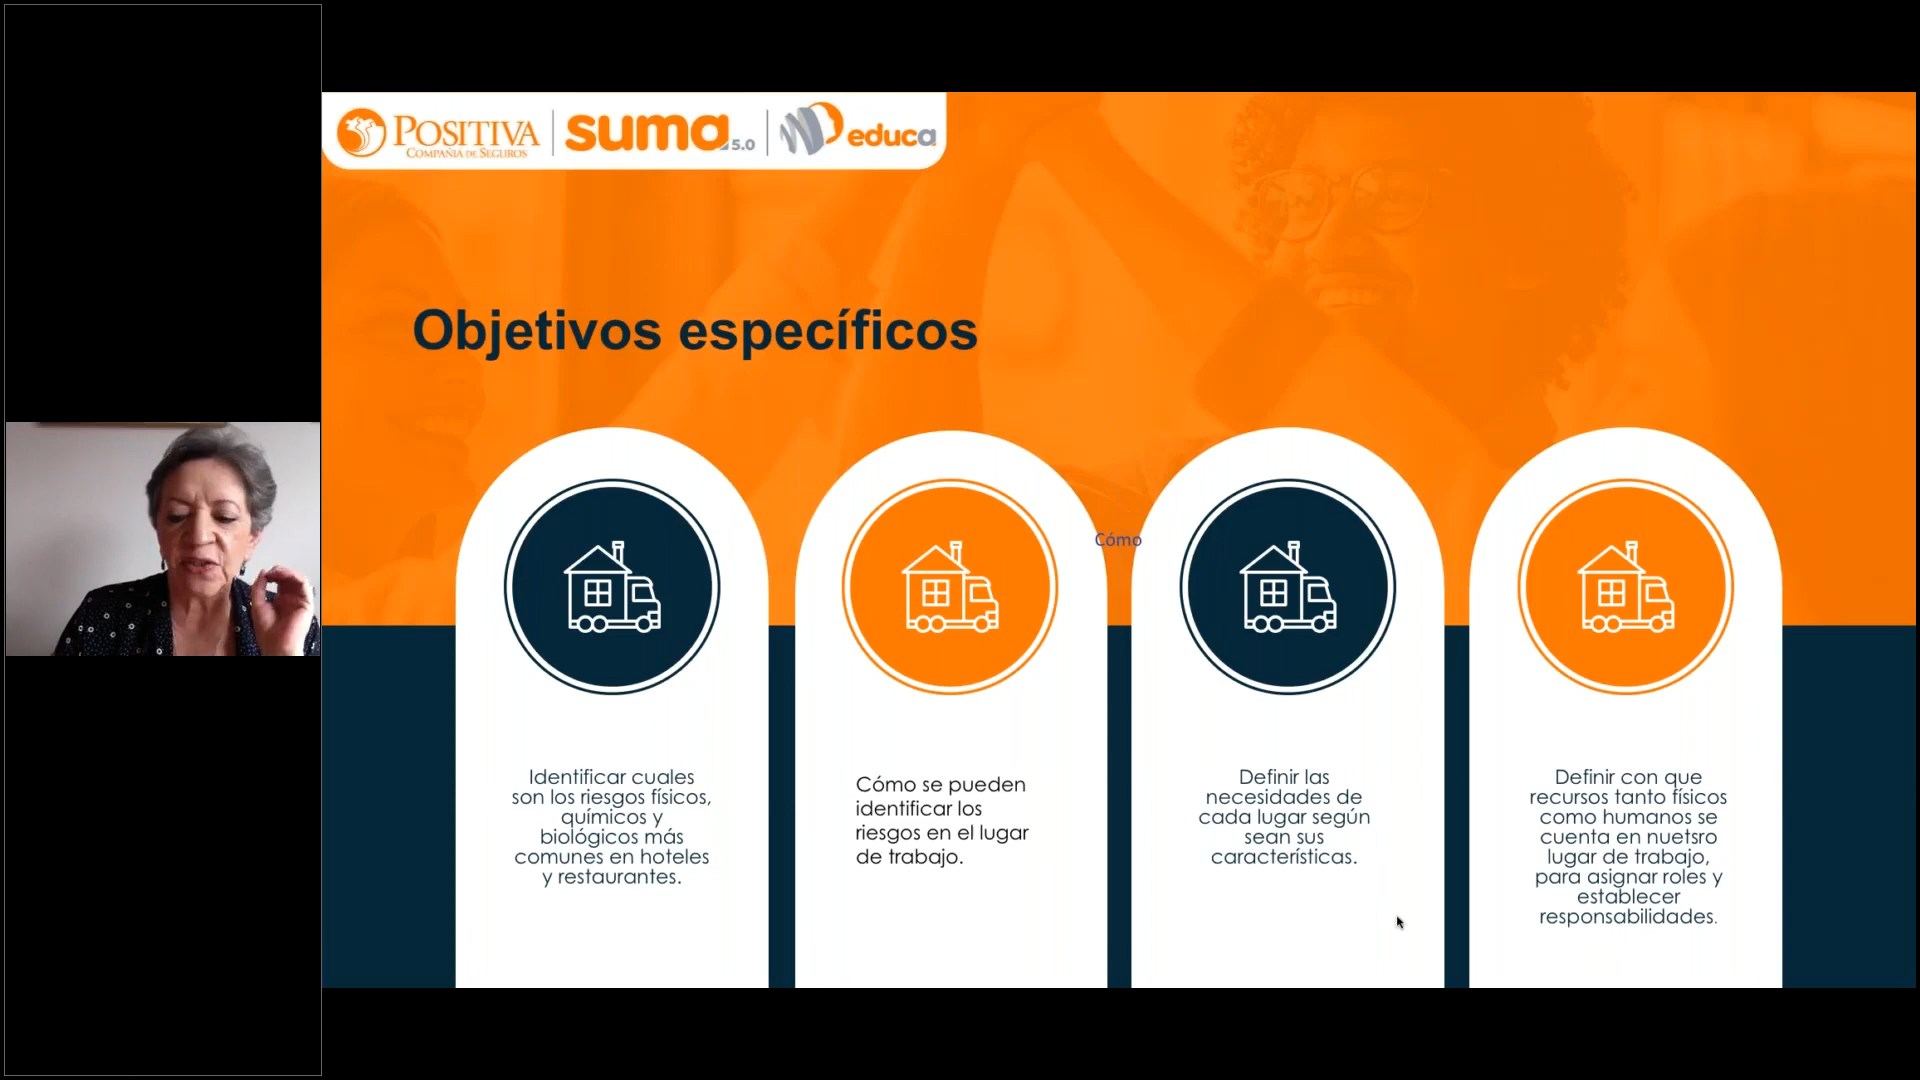 POSITIVA
COMPAÑIA DE SEGUROS
suma 5.0
educa
Objetivos específicos
Cómo
Identificar cuales
son los riesgos físicos,
químicos y
biológicos más
comunes en hoteles
y restaurantes.
Cómo se pueden
identificar los
riesgos en el lugar
de trabajo.
Definir las
necesidades de
cada lugar según
sean sus
características.
Definir con que
recursos tanto físicos
como humanos se
cuenta en nuetsro
lugar de trabajo,
para asignar roles y
establecer
responsabilidades.